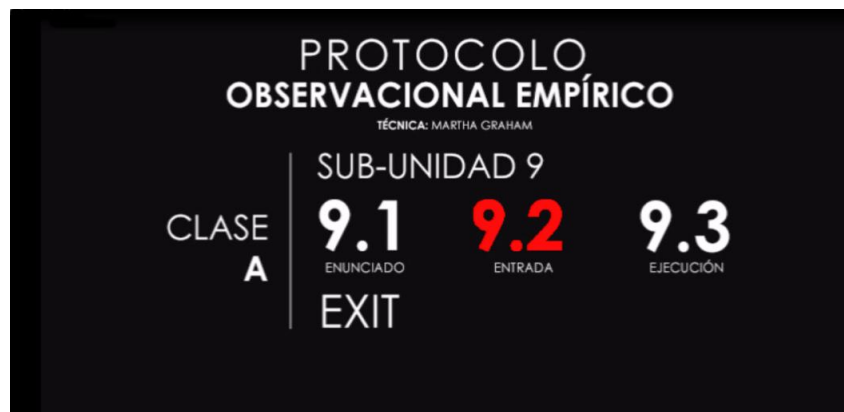 PROTOCOLO
OBSERVACIONAL EMPÍRICO
TÉCNICA: MARTHA GRAHAM
SUB-UNIDAD 9
CLASE
A
9.1 9.2 9.3
ENUNCIADO ENTRADA EJECUCIÓN
EXIT